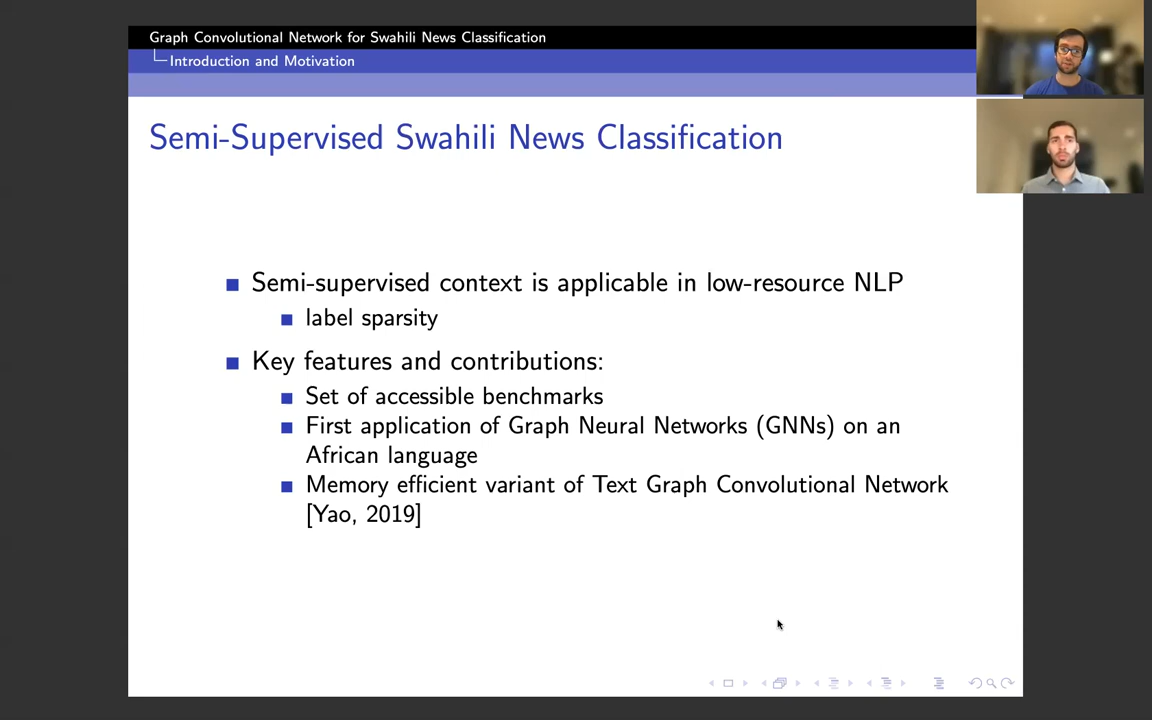 Graph Convolutional Network for Swahili News Classification
Introduction and Motivation
Semi-Supervised Swahili News Classification
Semi-supervised context is applicable in low-resource NLP
label sparsity
Key features and contributions:
Set of accessible benchmarks
First application of Graph Neural Networks (GNNs) on an
African language
Memory efficient variant of Text Graph Convolutional Network
[Yao, 2019]